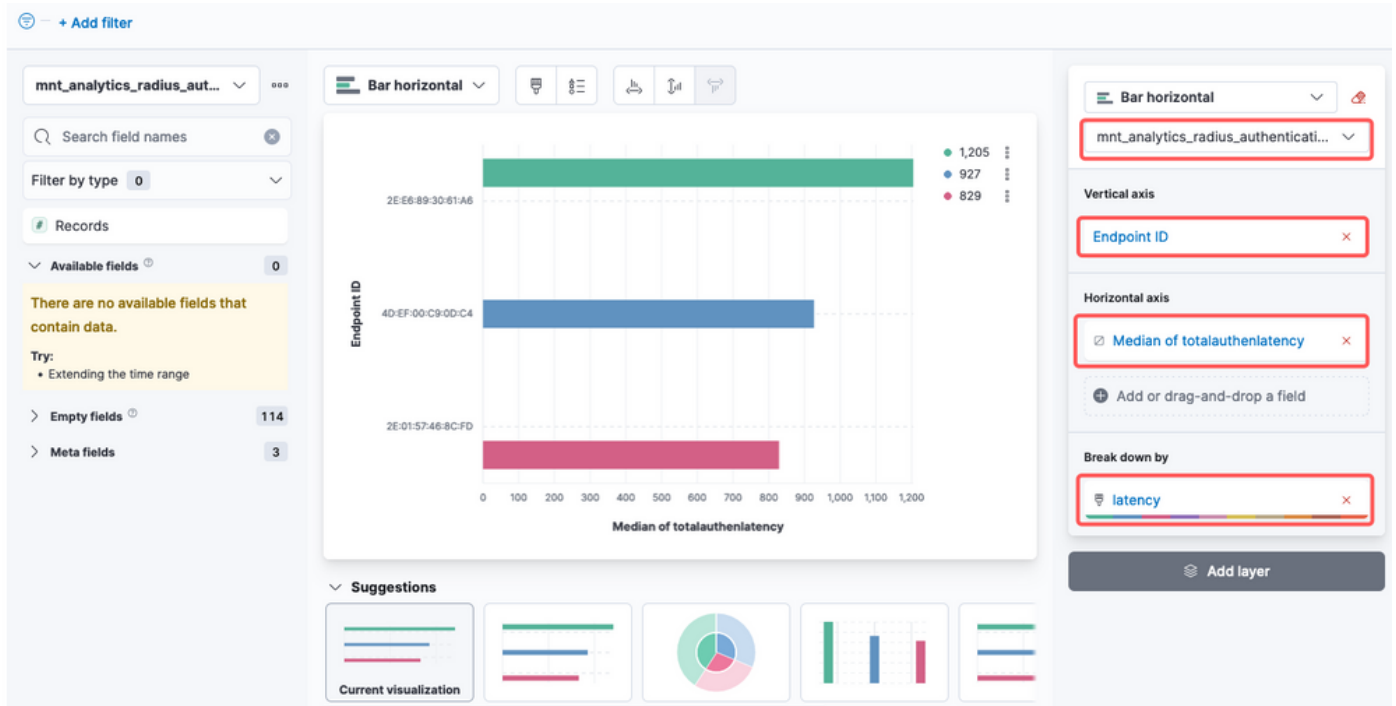 + Add filter
mnt_analytics_radius_aut...
Search field names
Filter by type 0
Records
Available fields 0
There are no available fields that
contain data.
Try:
• Extending the time range
Empty fields 114
Meta fields 3
Bar horizontal
1,205
927
829
Endpoint ID
2E:E6:89:30:61:A6
4D:EF:00:C9:0D:C4
2E:01:57:46:8C:FD
0 100 200 300 400 500 600 700 800 900 1,000 1,100 1,200
Median of totalauthenlatency
Suggestions
Current visualization
Bar horizontal
mnt_analytics_radius_authenticati...
Vertical axis
Endpoint ID
Horizontal axis
Median of totalauthenlatency
Add or drag-and-drop a field
Break down by
latency
Add layer